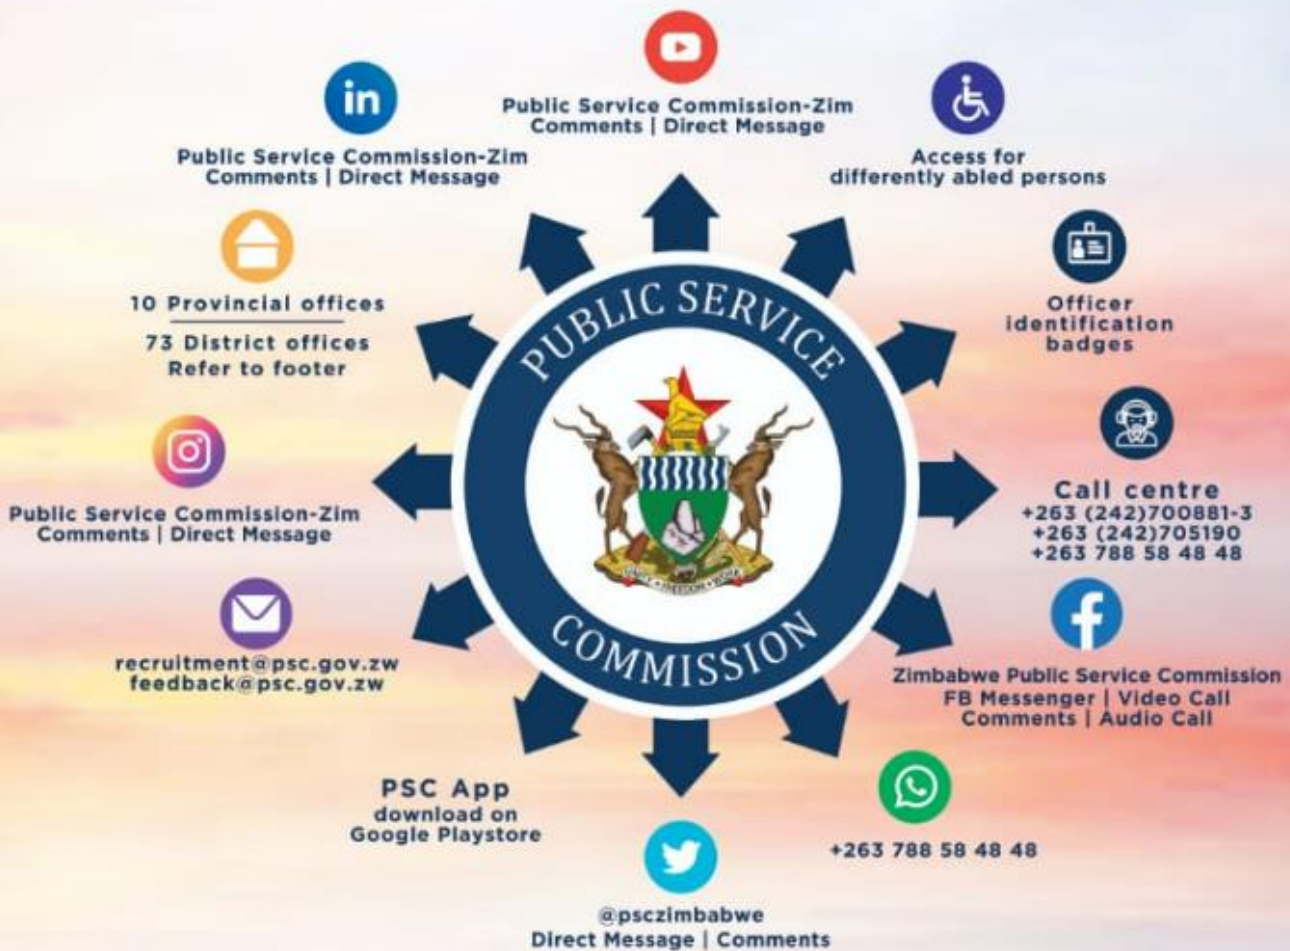 Public Service Commission-Zim
Comments | Direct Message
in
Public Service Commission-Zim
Comments | Direct Message
Access for
differently abled persons
10 Provincial offices
73 District offices
Refer to footer
Officer
identification
badges
PUBLIC SERVICE
COMMISSION
UNITY • FREEDOM • WORK
Public Service Commission-Zim
Comments | Direct Message
Call centre
+263 (242)700881-3
+263 (242)705190
+263 788 58 48 48
recruitment@psc.gov.zw
feedback@psc.gov.zw
f
Zimbabwe Public Service Commission
FB Messenger | Video Call
Comments | Audio Call
PSC App
download on
Google Playstore
+263 788 58 48 48
@psczimbabwe
Direct Message | Comments